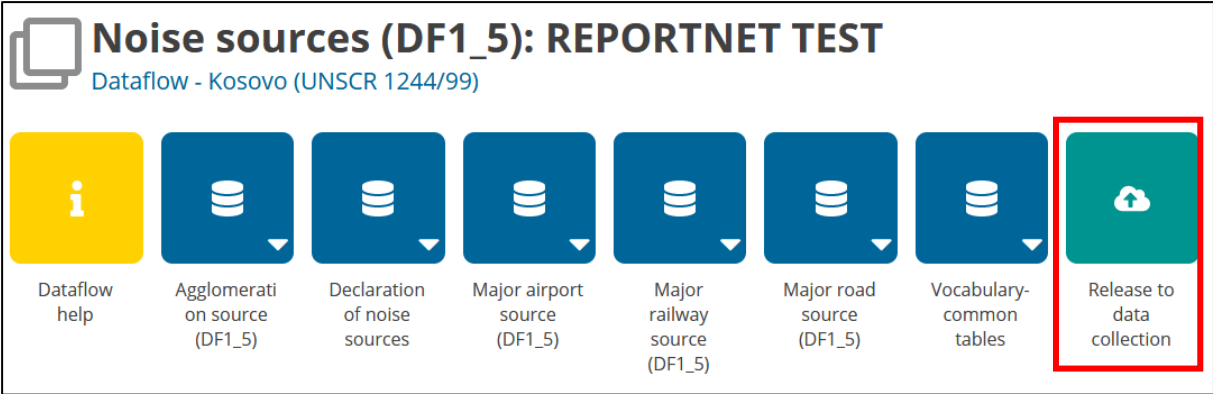 Noise sources (DF1_5): REPORTNET TEST
Dataflow - Kosovo (UNSCR 1244/99)
Dataflow
help
Agglomerati
on source
(DF1_5)
Declaration
of noise
sources
Major airport
source
(DF1_5)
Major
railway
source
(DF1_5)
Major road
source
(DF1_5)
Vocabulary-
common
tables
Release to
data
collection